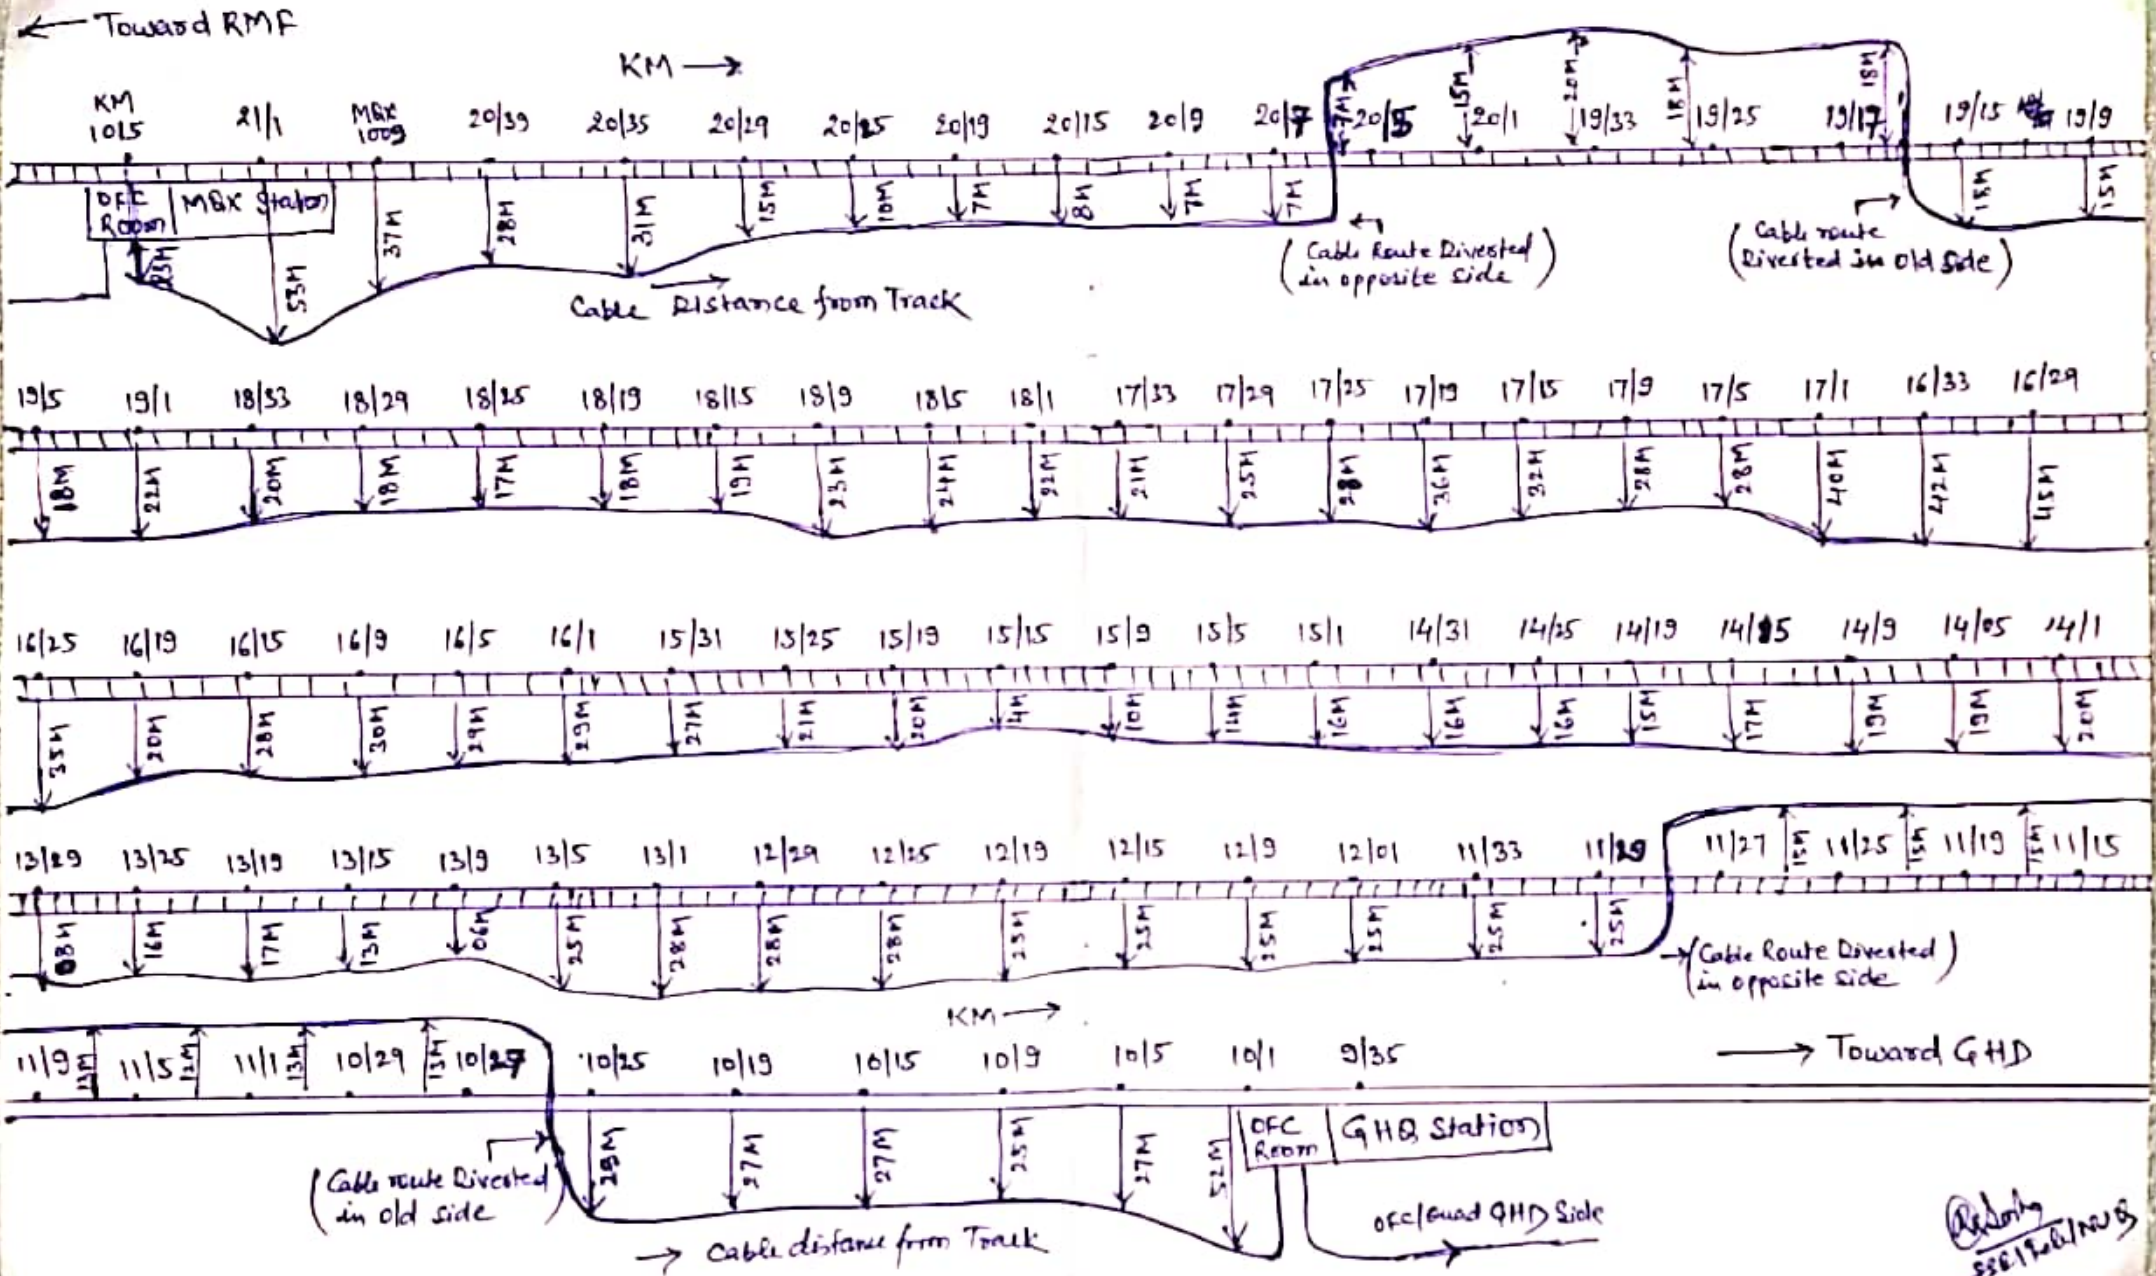 ← Toward RMF
KM →
KM 1015 21/1 MQX 1009 20/39 20/35 20/29 20/25 20/19 20/15 20/9 20/7 20/5 20/1 19/33 19/25 19/17 19/15 19/9
7M 15M 20M 18M 18M
OFC Room MQX Station
53M 37M 28M 31M 15M 10M 7M 8M 7M 7M 15M
(Cable Route Diverted in opposite side)
(Cable route Diverted in old side)
Cable Distance from Track
19/5 19/1 18/33 18/29 18/25 18/19 18/15 18/9 18/5 18/1 17/33 17/29 17/25 17/19 17/15 17/9 17/5 17/1 16/33 16/29
18M 22M 20M 18M 17M 18M 19M 23M 24M 22M 21M 25M 28M 36M 32M 28M 28M 40M 42M 45M
16/25 16/19 16/15 16/9 16/5 16/1 15/31 15/25 15/19 15/15 15/9 15/5 15/1 14/31 14/25 14/19 14/15 14/9 14/05 14/1
35M 20M 28M 30M 29M 29M 27M 21M 20M 4M 10M 14M 16M 16M 16M 15M 17M 19M 19M 20M
13/29 13/25 13/19 13/15 13/9 13/5 13/1 12/29 12/25 12/19 12/15 12/9 12/01 11/33 11/29 11/27 15M 11/25 15M 11/19 15M 11/15
08M 16M 17M 13M 06M 25M 28M 28M 28M 25M 25M 25M 25M 25M 25M
(Cable Route Diverted in opposite side)
KM →
11/9 13M 11/5 12M 11/1 13M 10/29 13M 10/27 10/25 10/19 10/15 10/9 10/5 10/1 9/35
→ Toward GHD
27M 27M 25M 27M 52M
OFC Room GHQ Station
(Cable route Diverted in old side)
OFC/Quad GHD Side
→ Cable distance from Track